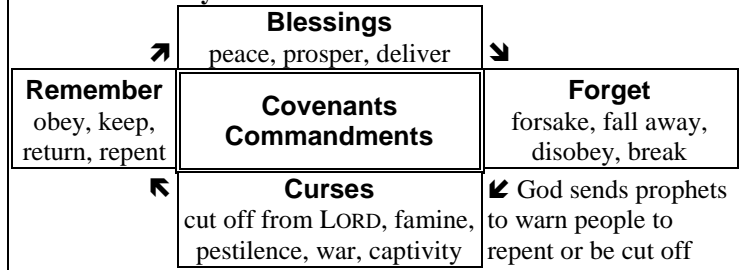 Blessings
peace, prosper, deliver
Remember
obey, keep,
return, repent
Covenants
Commandments
Forget
forsake, fall away,
disobey, break
Curses
cut off from LORD, famine,
pestilence, war, captivity
God sends prophets
to warn people to
repent or be cut off